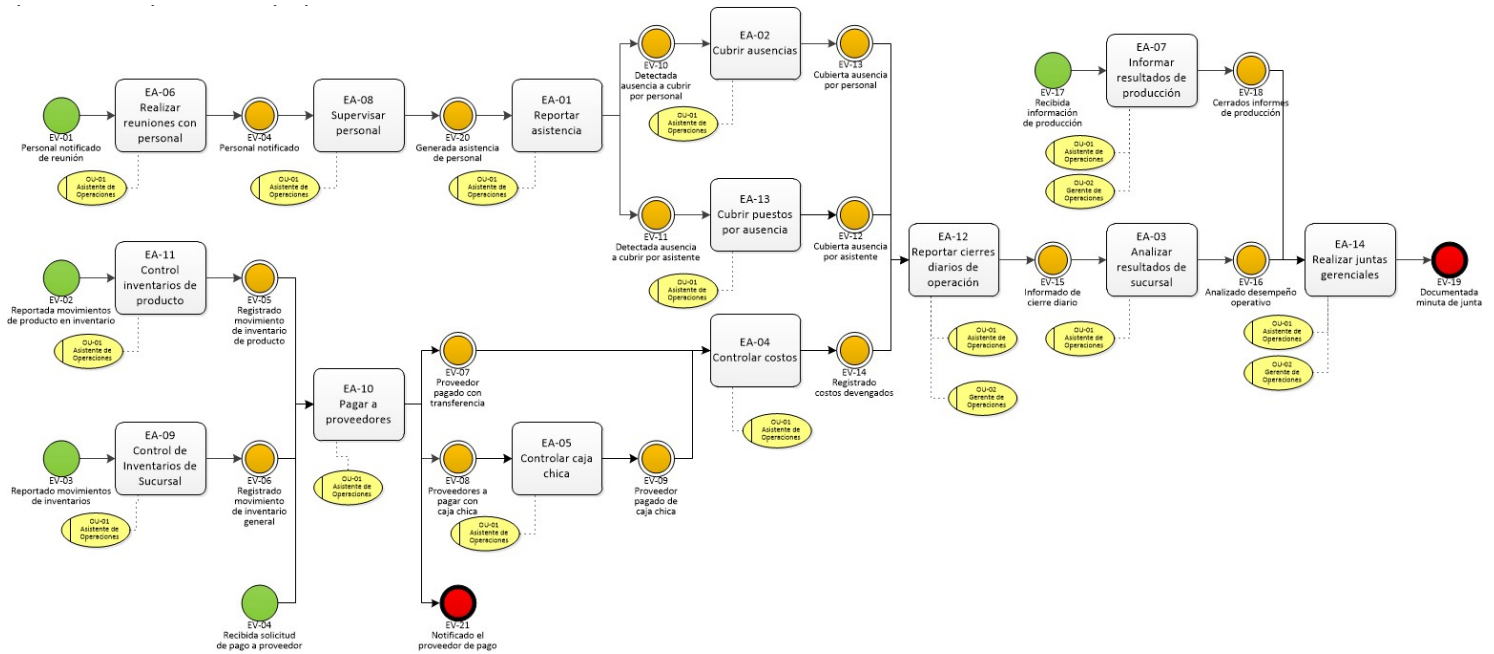 EA-06
Realizar
reuniones con
personal
EV-01
Personal notificado
de reunión
OU-01
Asistente de
Operaciones
EV-04
Personal notificado
EA-08
Supervisar
personal
OU-01
Asistente de
Operaciones
EV-20
Generada asistencia
de personal
EA-01
Reportar
asistencia
OU-01
Asistente de
Operaciones
EV-10
Detectada
ausencia a cubrir
por personal
EA-02
Cubrir ausencias
OU-01
Asistente de
Operaciones
EV-13
Cubierta ausencia
por personal
EV-11
Detectada ausencia
a cubrir por asistente
EA-13
Cubrir puestos
por ausencia
OU-01
Asistente de
Operaciones
EV-12
Cubierta ausencia
por asistente
EV-17
Recibida
información
de producción
EA-07
Informar
resultados de
producción
EV-18
Cerrados informes
de producción
OU-01
Asistente de
Operaciones
OU-02
Gerente de
Operaciones
EA-12
Reportar cierres
diarios de
operación
OU-01
Asistente de
Operaciones
OU-02
Gerente de
Operaciones
EV-15
Informado de
cierre diario
EA-03
Analizar
resultados de
sucursal
OU-01
Asistente de
Operaciones
EV-16
Analizado desempeño
operativo
EA-14
Realizar juntas
gerenciales
OU-01
Asistente de
Operaciones
OU-02
Gerente de
Operaciones
EV-19
Documentada
minuta de junta
EV-02
Reportada movimientos
de producto en inventario
EA-11
Control
inventarios de
producto
OU-01
Asistente de
Operaciones
EV-05
Registrado
movimiento
de inventario
de producto
EV-03
Reportado movimientos
de inventarios
EA-09
Control de
Inventarios de
Sucursal
OU-01
Asistente de
Operaciones
EV-06
Registrado
movimiento
de inventario
general
EV-04
Recibida solicitud
de pago a proveedor
EA-10
Pagar a
proveedores
OU-01
Asistente de
Operaciones
EV-07
Proveedor
pagado con
transferencia
EV-08
Proveedores a
pagar con
caja chica
EA-05
Controlar caja
chica
OU-01
Asistente de
Operaciones
EV-09
Proveedor
pagado de
caja chica
EV-21
Notificado el
proveedor de pago
EA-04
Controlar costos
OU-01
Asistente de
Operaciones
EV-14
Registrado
costos devengados